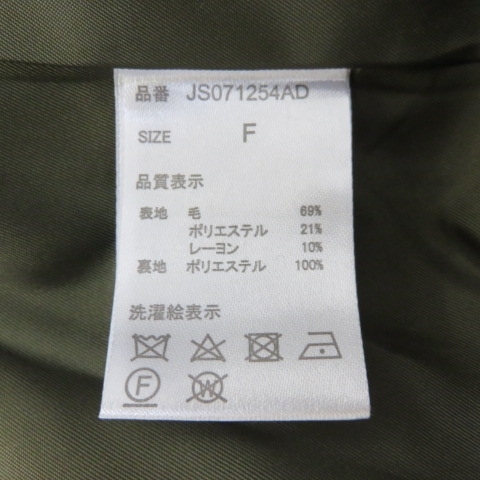 品番 JS071254AD
SIZE F
品質表示
表地 毛 69%
ポリエステル 21%
レーヨン 10%
裏地 ポリエステル 100%
洗濯絵表示
F W